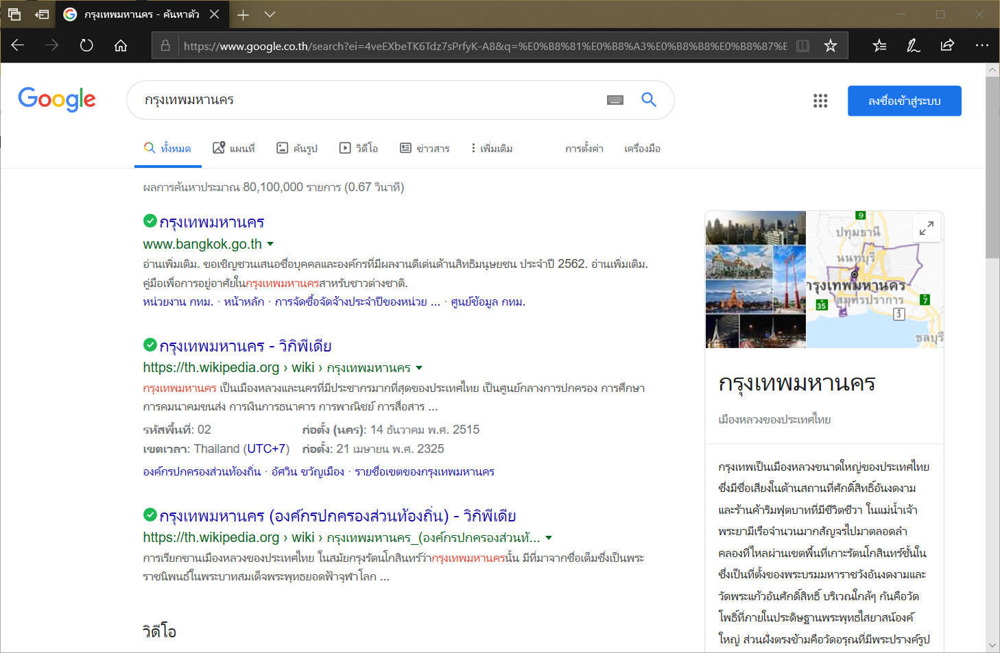 กรุงเทพมหานคร - ค้นหาด้ว
https://www.google.co.th/search?ei=4veEXbeTK6Tdz7sPrfyK-A8&q=%E0%B8%81%E0%B8%A3%E0%B8%B8%E0%B8%87%E
Google
กรุงเทพมหานคร
ลงชื่อเข้าสู่ระบบ
ทั้งหมด แผนที่ ค้นรูป วิดีโอ ข่าวสาร เพิ่มเติม การตั้งค่า เครื่องมือ
ผลการค้นหาประมาณ 80,100,000 รายการ (0.67 วินาที)
กรุงเทพมหานคร
www.bangkok.go.th
อ่านเพิ่มเติม. ขอเชิญชวนเสนอชื่อบุคคลและองค์กรที่มีผลงานดีเด่นด้านสิทธิมนุษยชน ประจำปี 2562. อ่านเพิ่มเติม.
คู่มือเพื่อการอยู่อาศัยในกรุงเทพมหานครสาหรับชาวต่างชาติ.
หน่วยงาน กทม. · หน้าหลัก · การจัดซื้อจัดจ้างประจำปีของหน่วย ... · ศูนย์ข้อมูล กทม.
กรุงเทพมหานคร - วิกิพีเดีย
https://th.wikipedia.org › wiki › กรุงเทพมหานคร
กรุงเทพมหานคร เป็นเมืองหลวงและนครที่มีประชากรมากที่สุดของประเทศไทย เป็นศูนย์กลางการปกครอง การศึกษา
การคมนาคมขนส่ง การเงินการธนาคาร การพาณิชย์ การสื่อสาร ...
รหัสพื้นที่: 02 ก่อตั้ง (นคร): 14 ธันวาคม พ.ศ. 2515
เขตเวลา: Thailand (UTC+7) ก่อตั้ง: 21 เมษายน พ.ศ. 2325
องค์กรปกครองส่วนท้องถิ่น · อัศวิน ขวัญเมือง · รายชื่อเขตของกรุงเทพมหานคร
กรุงเทพมหานคร (องค์กรปกครองส่วนท้องถิ่น) - วิกิพีเดีย
https://th.wikipedia.org › wiki › กรุงเทพมหานคร_(องค์กรปกครองส่วนท้...
การเรียกขานเมืองหลวงของประเทศไทย ในสมัยกรุงรัตนโกสินทร์ว่ากรุงเทพมหานครนั้น มีที่มาจากชื่อเต็มซึ่งเป็นพระ
ราชนิพนธ์ในพระบาทสมเด็จพระพุทธยอดฟ้าจุฬาโลก ...
วิดีโอ
9
ปทุมธานี
นนทบุรี
กรุงเทพมหานคร
35 สมุทรปราการ 7
3
ชลบุรี
กรุงเทพมหานคร
เมืองหลวงของประเทศไทย
กรุงเทพเป็นเมืองหลวงขนาดใหญ่ของประเทศไทย
ซึ่งมีชื่อเสียงในด้านสถานที่ศักดิ์สิทธิ์อันงดงาม
และร้านค้าริมฟุตบาทที่มีชีวิตชีวา ในแม่น้ำเจ้า
พระยามีเรือจำนวนมากสัญจรไปมาตลอดลำ
คลองที่ไหลผ่านเขตพื้นที่เกาะรัตนโกสินทร์ชั้นใน
ซึ่งเป็นที่ตั้งของพระบรมมหาราชวังอันงดงามและ
วัดพระแก้วอันศักดิ์สิทธิ์ บริเวณใกล้ๆ กันคือวัด
โพธิ์ที่ภายในประดิษฐานพระพุทธไสยาสน์องค์
ใหญ่ ส่วนฝั่งตรงข้ามคือวัดอรุณที่มีพระปรางค์รูป